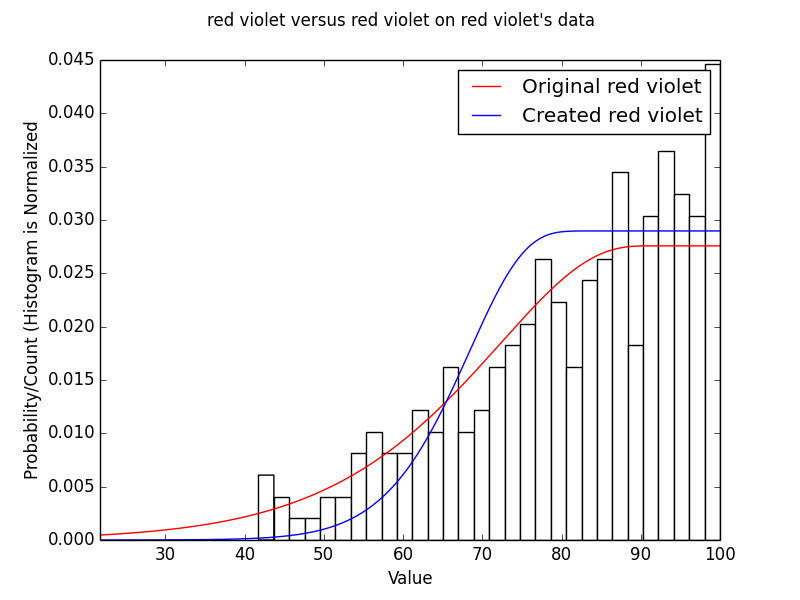 red violet versus red violet on red violet's data
Original red violet
Created red violet
0.045
0.040
0.035
0.030
0.025
0.020
0.015
0.010
0.005
0.000
Probability/Count (Histogram is Normalized
30 40 50 60 70 80 90 100
Value